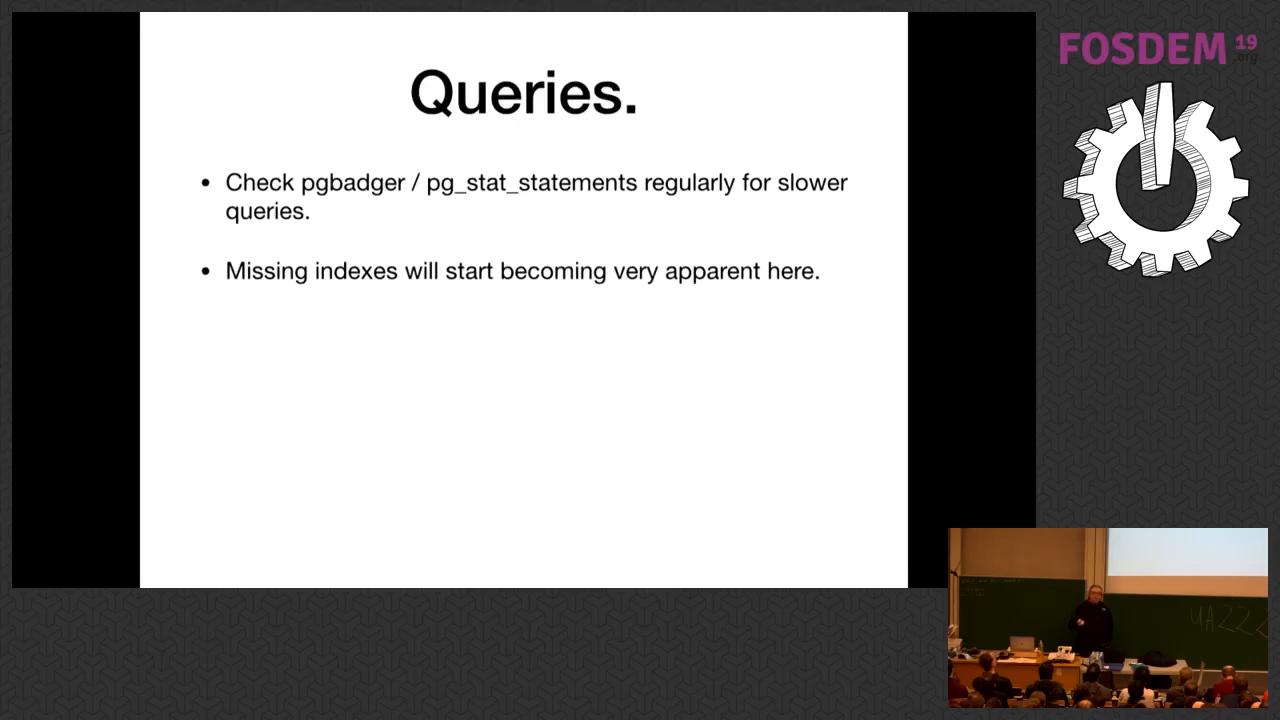 Queries.
• Check pgbadger / pg_stat_statements regularly for slower
queries.
• Missing indexes will start becoming very apparent here.
FOSDEM 19
.org
UA222